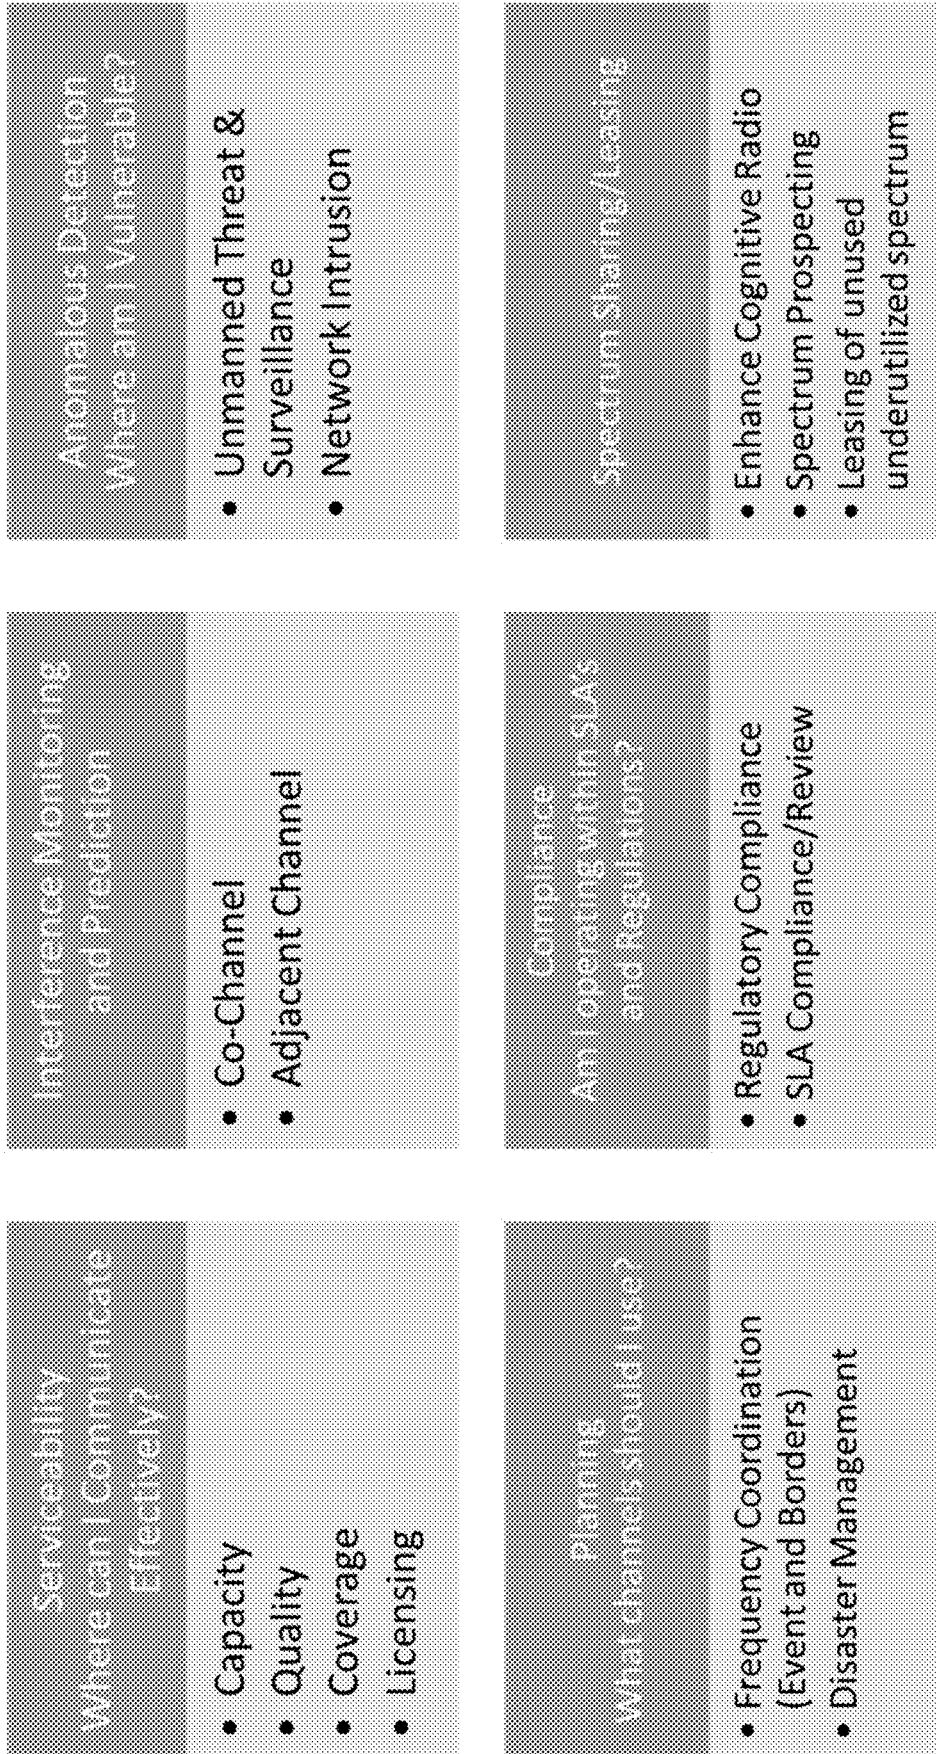 Serviceability
Where can I Communicate
Effectively?
• Capacity
• Quality
• Coverage
• Licensing
Interference Monitoring
and Prediction
• Co-Channel
• Adjacent Channel
Anomalous Detection
Where am I Vulnerable?
• Unmanned Threat &
Surveillance
• Network Intrusion
Planning
What channels should I use?
• Frequency Coordination
(Event and Borders)
• Disaster Management
Compliance
Am I operating within SLA's
and Regulations?
• Regulatory Compliance
• SLA Compliance/Review
Spectrum Sharing/Leasing
• Enhance Cognitive Radio
• Spectrum Prospecting
• Leasing of unused
underutilized spectrum